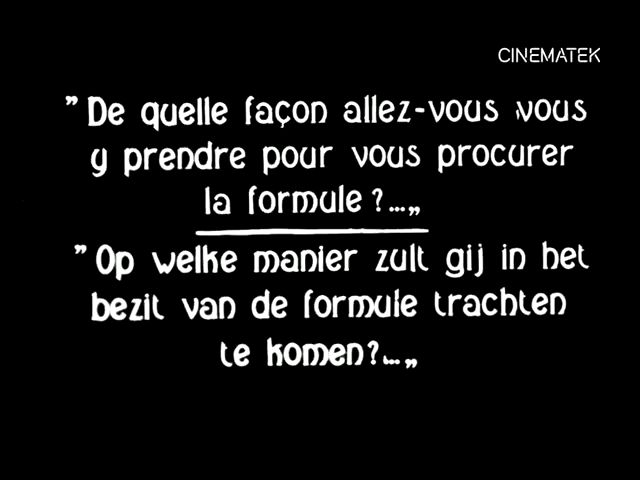 CINEMATEK
”De quelle façon allez-vous vous
y prendre pour vous procurer
la formule?...„
”Op welke manier zult gij in het
bezit van de formule trachten
te komen?...„